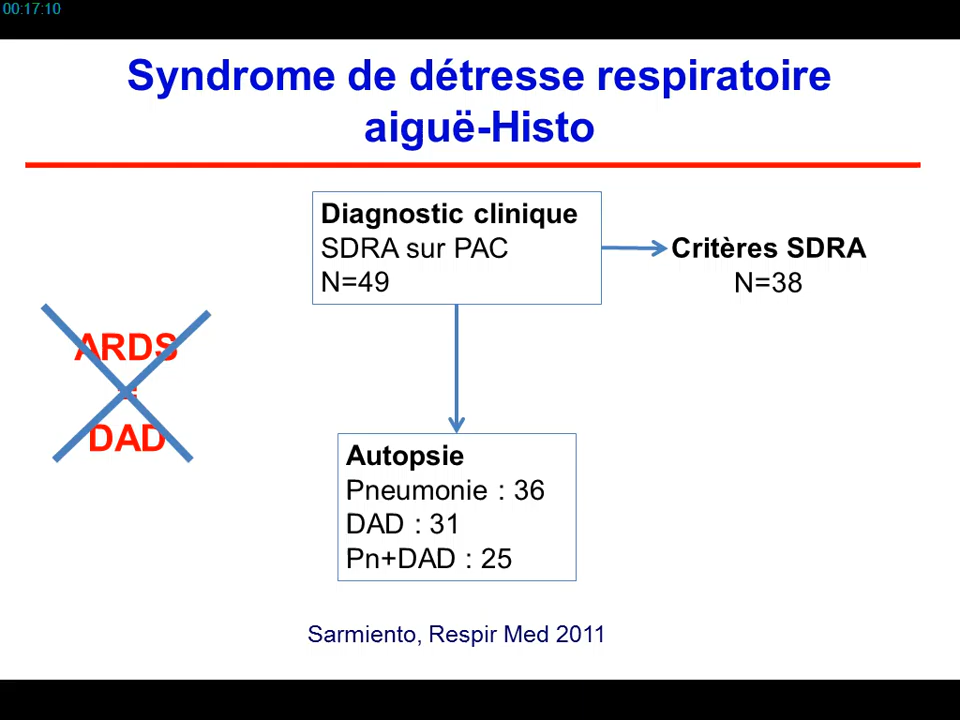 00:17:10
Syndrome de détresse respiratoire
aiguë-Histo
Diagnostic clinique
SDRA sur PAC
N=49
Critères SDRA
N=38
ARDS
=
DAD
Autopsie
Pneumonie : 36
DAD : 31
Pn+DAD : 25
Sarmiento, Respir Med 2011